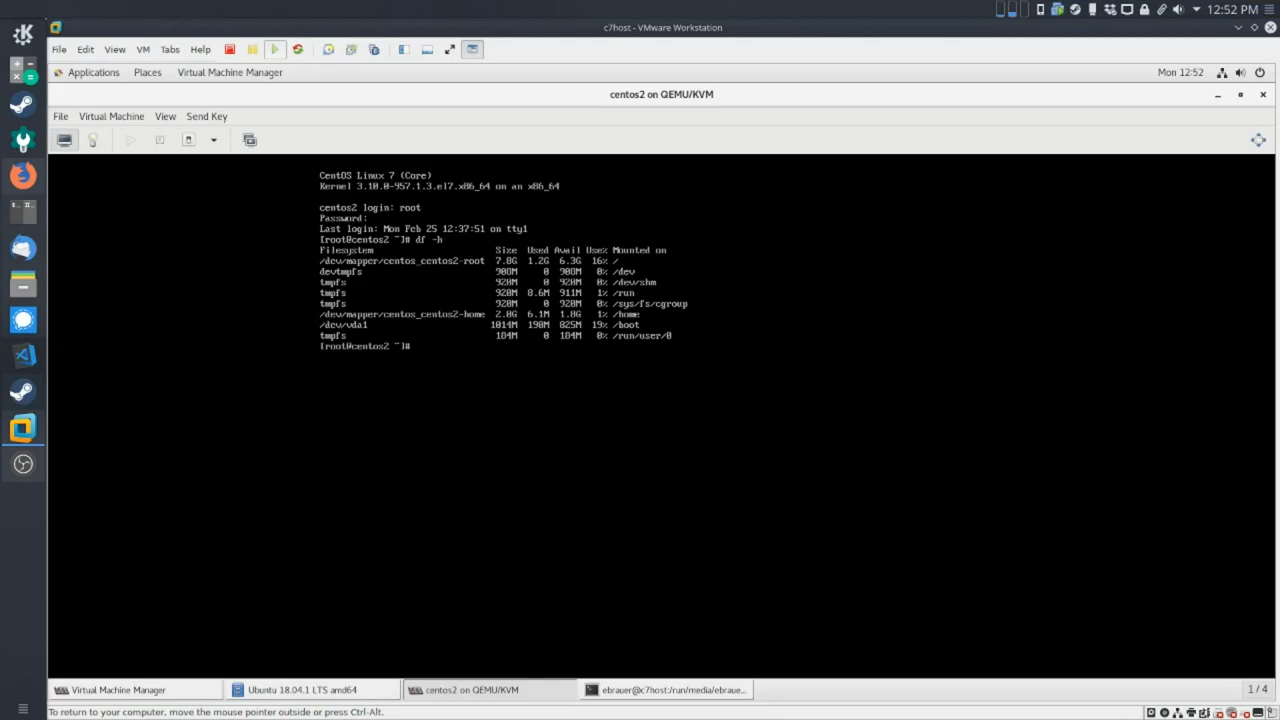 12:52 PM
c7host - VMware Workstation
File Edit View VM Tabs Help
Applications Places Virtual Machine Manager Mon 12:52
centos2 on QEMU/KVM
File Virtual Machine View Send Key
CentOS Linux 7 (Core)
Kernel 3.10.0-957.1.3.el7.x86_64 on an x86_64
centos2 login: root
Password:
Last login: Mon Feb 25 12:37:51 on tty1
[root@centos2 ~]# df -h
Filesystem Size Used Avail Use% Mounted on
/dev/mapper/centos_centos2-root 7.8G 1.2G 6.3G 16% /
devtmpfs 908M 0 908M 0% /dev
tmpfs 920M 0 920M 0% /dev/shm
tmpfs 920M 8.6M 911M 1% /run
tmpfs 920M 0 920M 0% /sys/fs/cgroup
/dev/mapper/centos_centos2-home 2.0G 6.1M 1.8G 1% /home
/dev/vda1 1014M 190M 825M 19% /boot
tmpfs 184M 0 184M 0% /run/user/0
[root@centos2 ~]#
Virtual Machine Manager Ubuntu 18.04.1 LTS amd64 centos2 on QEMU/KVM ebrauer@c7host:/run/media/ebraue... 1 / 4
To return to your computer, move the mouse pointer outside or press Ctrl-Alt.